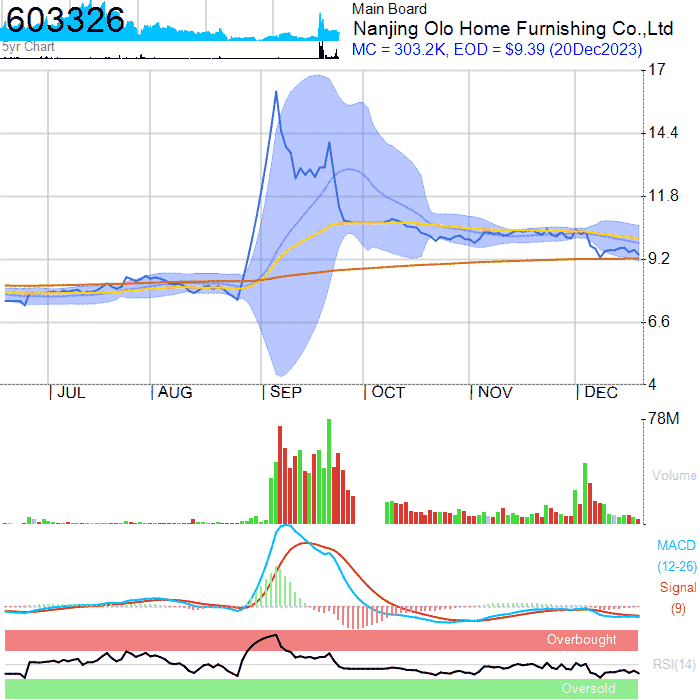 603326
5yr Chart
Main Board
Nanjing Olo Home Furnishing Co.,Ltd
MC = 303.2K, EOD = $9.39 (20Dec2023)
17
14.4
11.8
9.2
6.6
4
JUL AUG SEP OCT NOV DEC
78M
Volume
MACD
(12-26)
Signal
(9)
Overbought
RSI(14)
Oversold